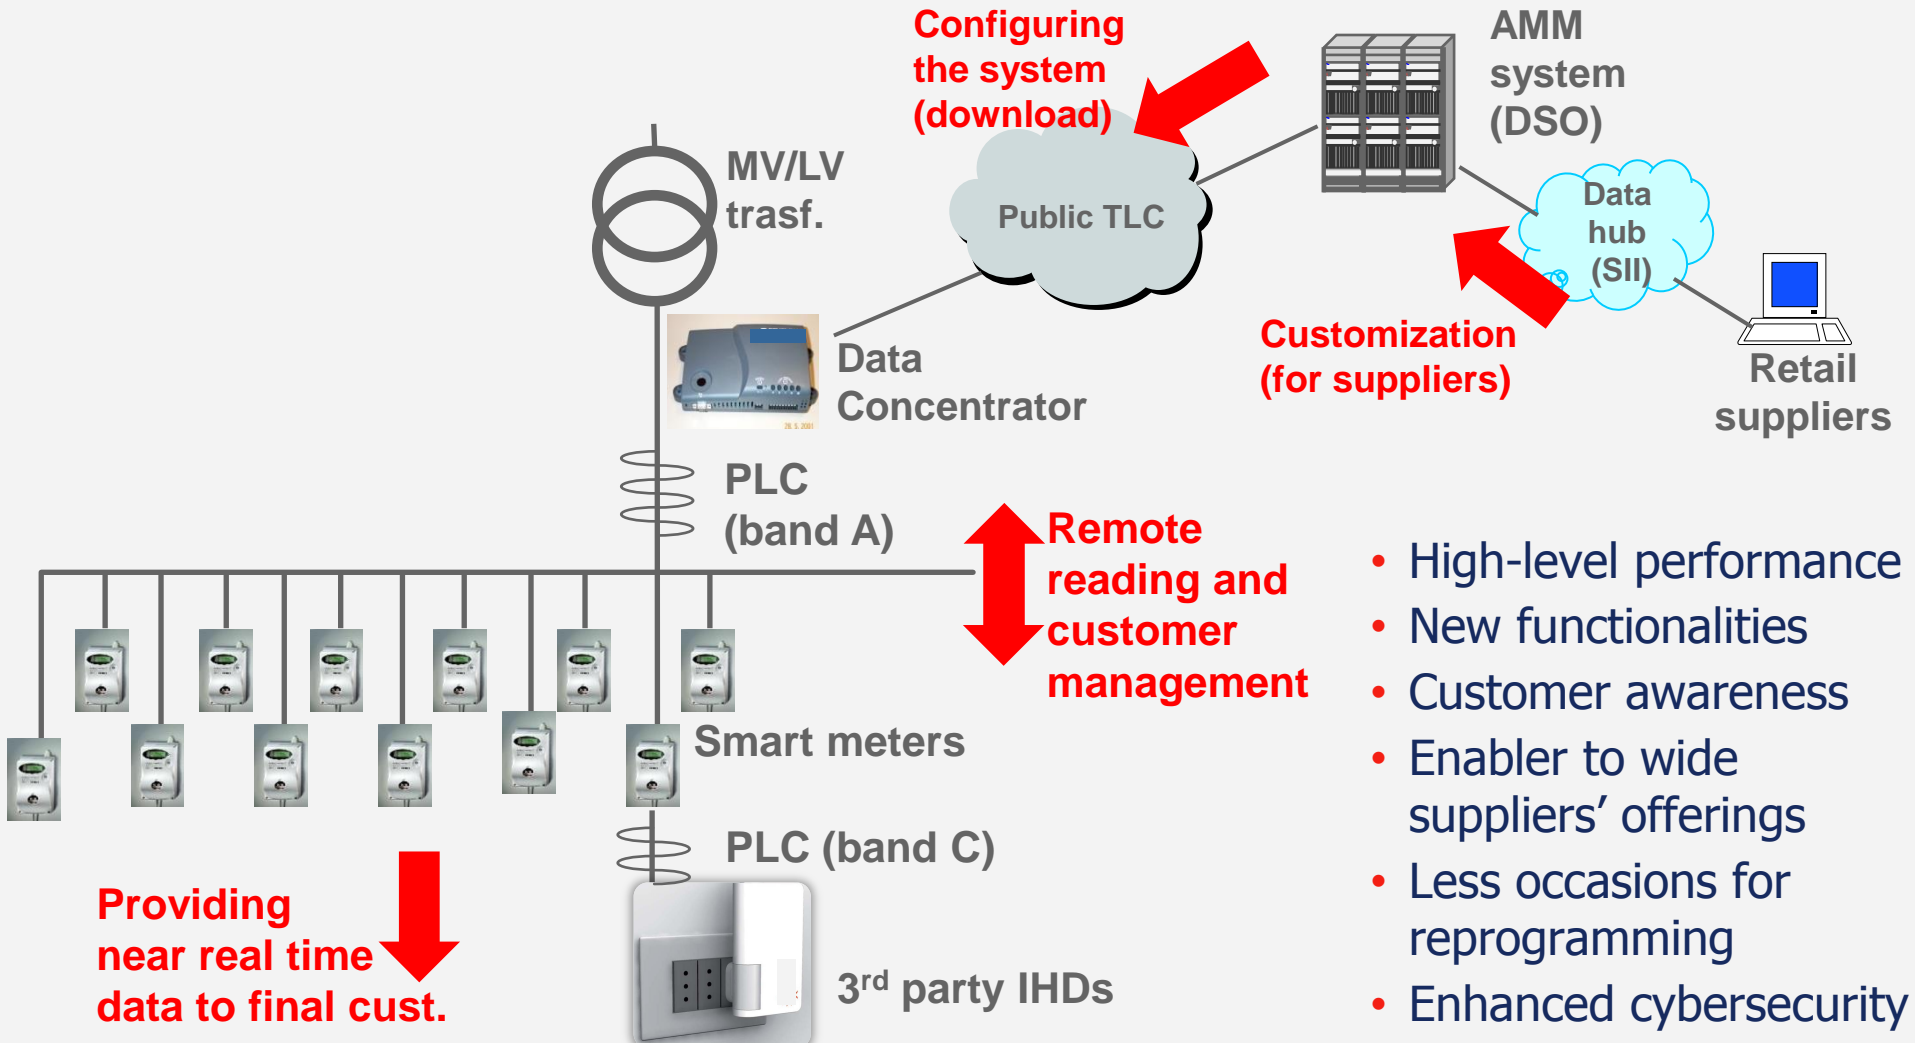 Configuring
the system
(download)
AMM
system
(DSO)
MV/LV
trasf.
Public TLC
Data
hub
(SII)
Customization
(for suppliers)
Retail
suppliers
Data
Concentrator
28. 5. 2001
PLC
(band A)
Remote
reading and
customer
management
Smart meters
PLC (band C)
Providing
near real time
data to final cust.
3rd party IHDs
• High-level performance
• New functionalities
• Customer awareness
• Enabler to wide
suppliers’ offerings
• Less occasions for
reprogramming
• Enhanced cybersecurity